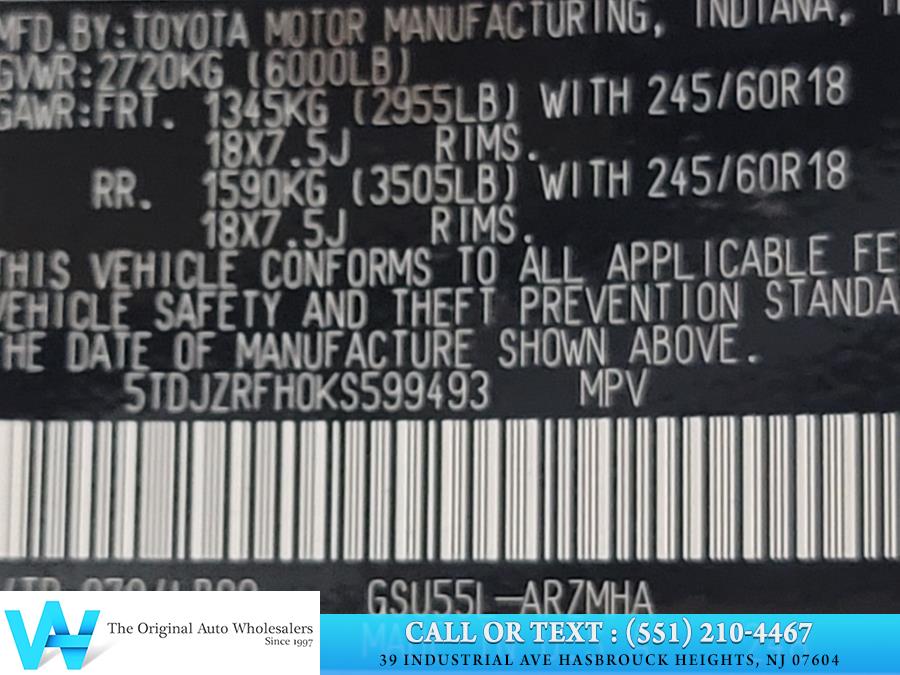 MFD.BY:TOYOTA MOTOR MANUFACTURING, INDIANA,
GVWR:2720KG (6000LB)
GAWR:FRT. 1345KG (2955LB) WITH 245/60R18
18X7.5J RIMS.
RR. 1590KG (3505LB) WITH 245/60R18
18X7.5J RIMS.
THIS VEHICLE CONFORMS TO ALL APPLICABLE FE
VEHICLE SAFETY AND THEFT PREVENTION STANDA
THE DATE OF MANUFACTURE SHOWN ABOVE.
5TDJZRFH0KS599493 MPV
GSU55L-ARZMHA
The Original Auto Wholesalers
Since 1997
CALL OR TEXT : (551) 210-4467
39 INDUSTRIAL AVE HASBROUCK HEIGHTS, NJ 07604